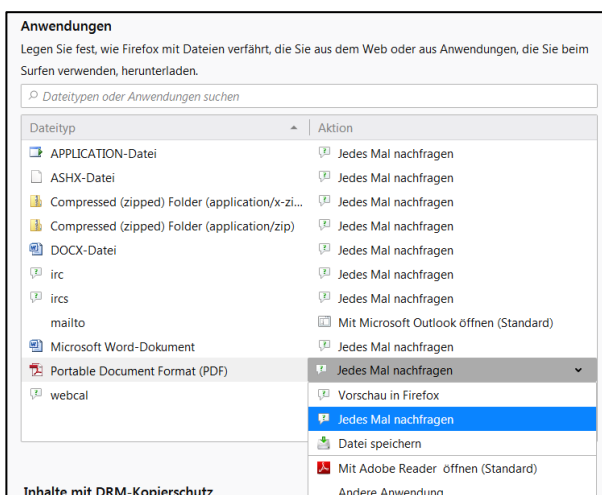 Anwendungen
Legen Sie fest, wie Firefox mit Dateien verfährt, die Sie aus dem Web oder aus Anwendungen, die Sie beim
Surfen verwenden, herunterladen.
Dateitypen oder Anwendungen suchen
Dateityp Aktion
APPLICATION-Datei Jedes Mal nachfragen
ASHX-Datei Jedes Mal nachfragen
Compressed (zipped) Folder (application/x-zi... Jedes Mal nachfragen
Compressed (zipped) Folder (application/zip) Jedes Mal nachfragen
DOCX-Datei Jedes Mal nachfragen
irc Jedes Mal nachfragen
ircs Jedes Mal nachfragen
mailto Mit Microsoft Outlook öffnen (Standard)
Microsoft Word-Dokument Jedes Mal nachfragen
Portable Document Format (PDF) Jedes Mal nachfragen
webcal Vorschau in Firefox
Jedes Mal nachfragen
Datei speichern
Mit Adobe Reader öffnen (Standard)
Inhalte mit DRM-Kopierschutz Andere Anwendung